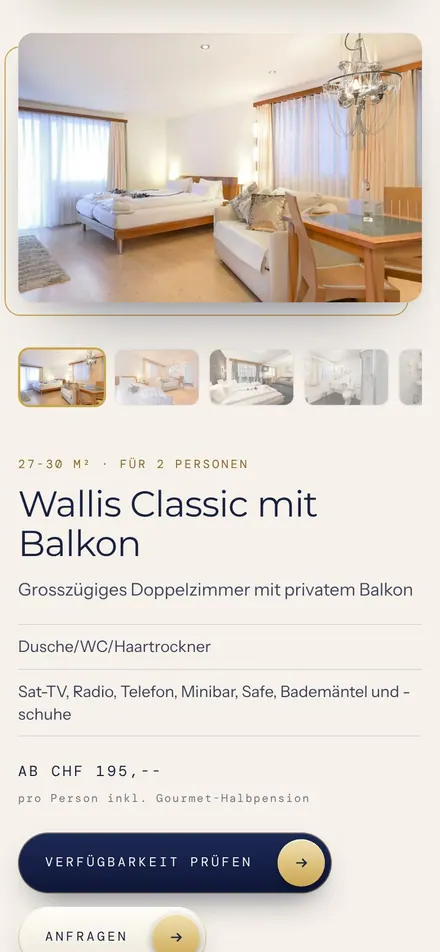 27-30 M² · FÜR 2 PERSONEN
Wallis Classic mit
Balkon
Grosszügiges Doppelzimmer mit privatem Balkon
Dusche/WC/Haartrockner
Sat-TV, Radio, Telefon, Minibar, Safe, Bademäntel und -
schuhe
AB CHF 195,--
pro Person inkl. Gourmet-Halbpension
VERFÜGBARKEIT PRÜFEN
ANFRAGEN